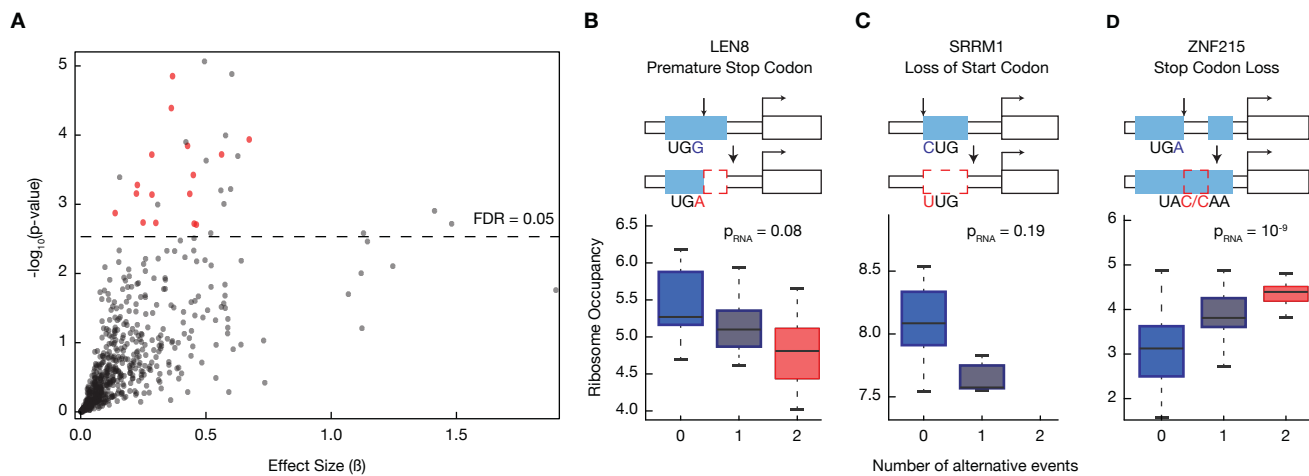 A
5
4
3
2
1
0
-log10(p-value)
FDR = 0.05
0.0 0.5 1.0 1.5
Effect Size (ß)
B
LEN8
Premature Stop Codon
UGG
UGA
Ribosome Occupancy
6.5
6.0
5.5
5.0
4.5
4.0
pRNA = 0.08
0 1 2
C
SRRM1
Loss of Start Codon
CUG
UUG
8.5
8.0
7.5
pRNA = 0.19
0 1 2
Number of alternative events
D
ZNF215
Stop Codon Loss
UGA
UAC/CAA
6
5
4
3
2
pRNA = 10-9
0 1 2